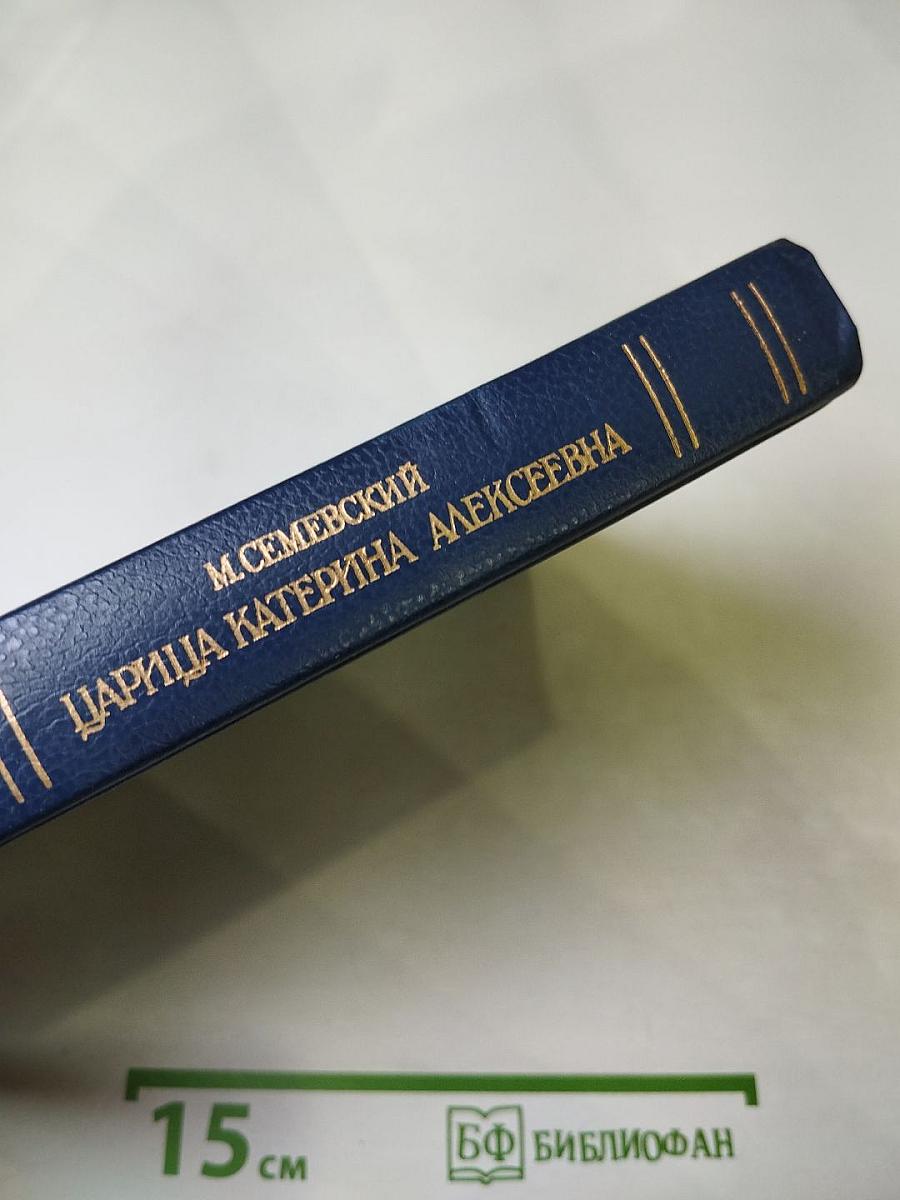 М. СЕМЕВСКИЙ
ЦАРИЦА КАТЕРИНА АЛЕКСЕЕВНА
15 см
БФ БИБЛИОФАН